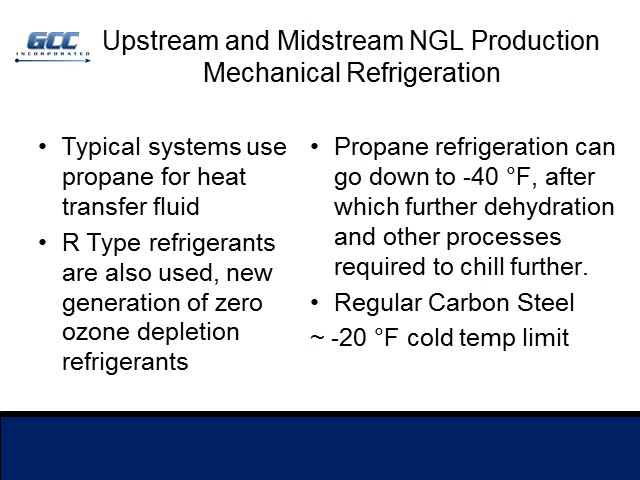 GCC
INCORPORATED
Upstream and Midstream NGL Production
Mechanical Refrigeration
• Typical systems use
propane for heat
transfer fluid
• R Type refrigerants
are also used, new
generation of zero
ozone depletion
refrigerants
• Propane refrigeration can
go down to -40 °F, after
which further dehydration
and other processes
required to chill further.
• Regular Carbon Steel
~ -20 °F cold temp limit